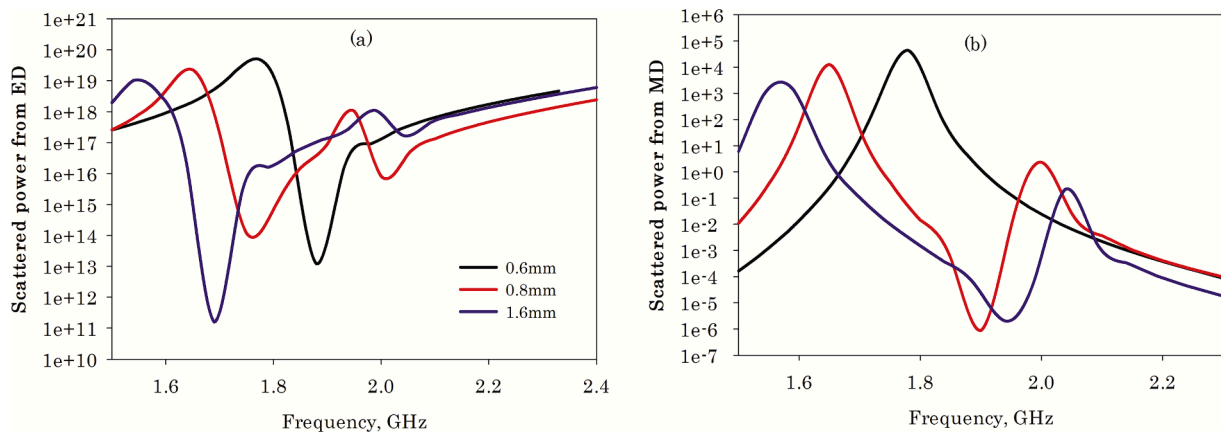 (a)
Scattered power from ED
1e+21
1e+20
1e+19
1e+18
1e+17
1e+16
1e+15
1e+14
1e+13
1e+12
1e+11
1e+10
0.6mm
0.8mm
1.6mm
1.6 1.8 2.0 2.2 2.4
Frequency, GHz
(b)
Scattered power from MD
1e+6
1e+5
1e+4
1e+3
1e+2
1e+1
1e+0
1e-1
1e-2
1e-3
1e-4
1e-5
1e-6
1e-7
1.6 1.8 2.0 2.2
Frequency, GHz